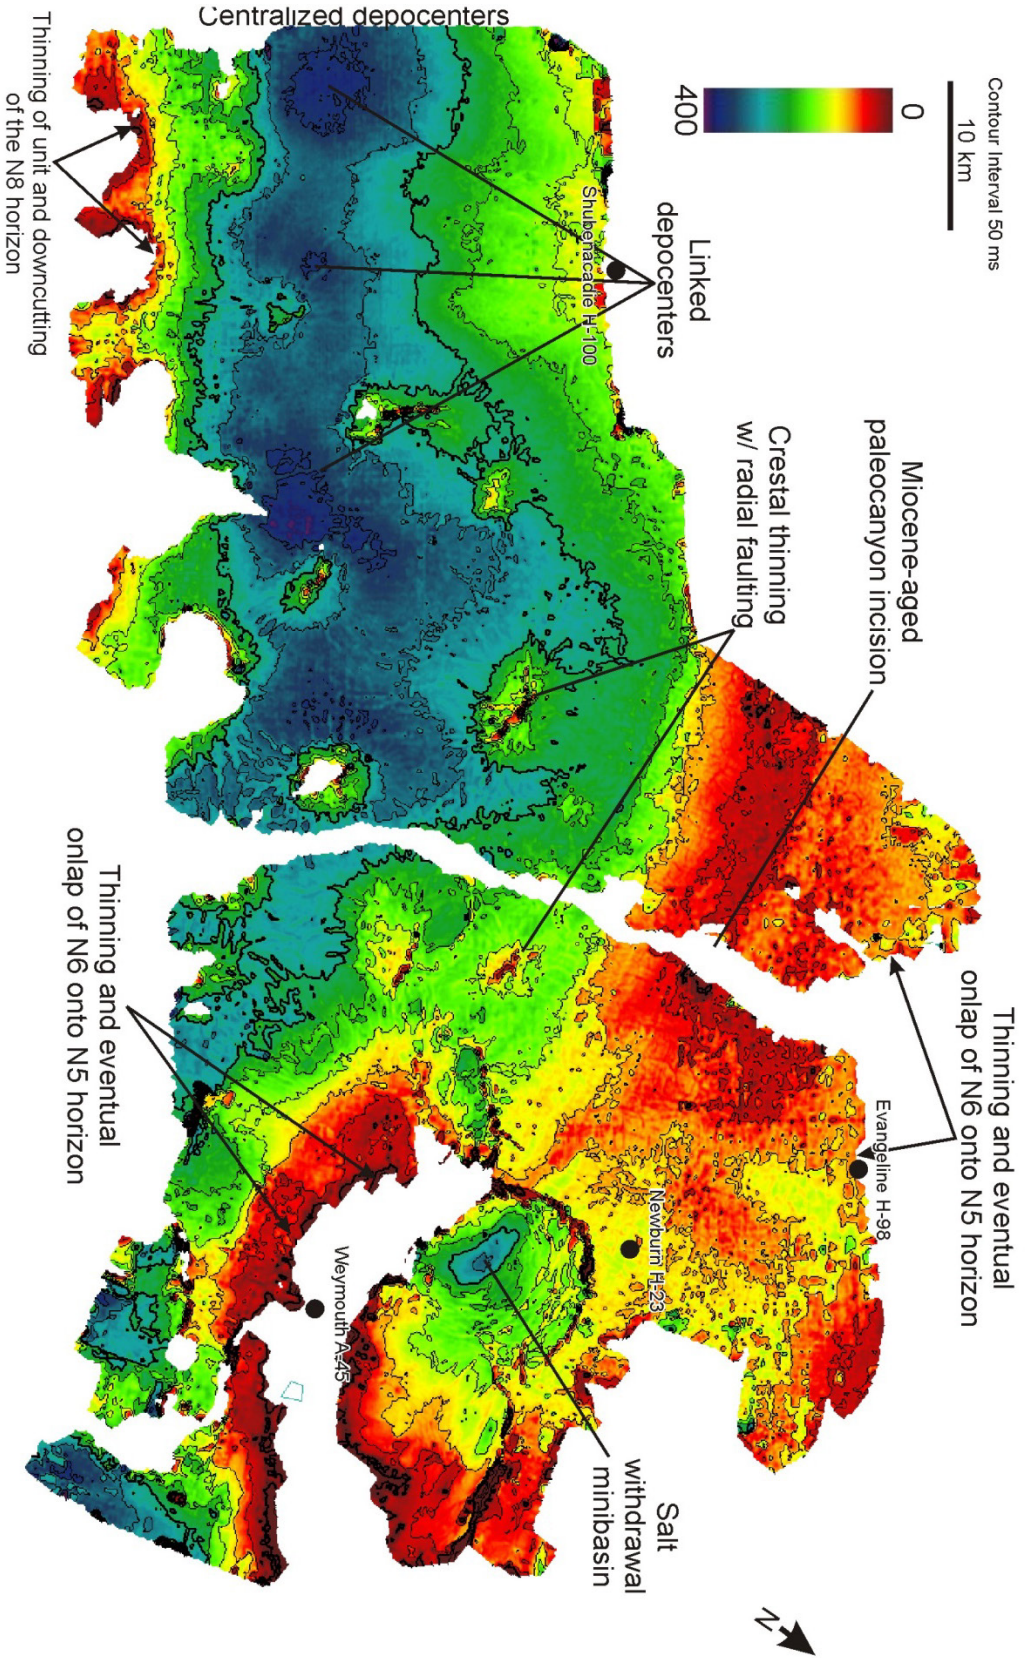 Centralized depocenters
Contour Interval 50 ms
10 km
0
400
Thinning of unit and downcutting
of the N8 horizon
Shubenacadie H-100
Linked
depocenters
Miocene-aged
paleocanyon incision
Crestal thinning
w/ radial faulting
Thinning and eventual
onlap of N6 onto N5 horizon
Thinning and eventual
onlap of N6 onto N5 horizon
Evangeline H-98
Newburn H-23
Weymouth A-45
Salt
withdrawal
minibasin
N